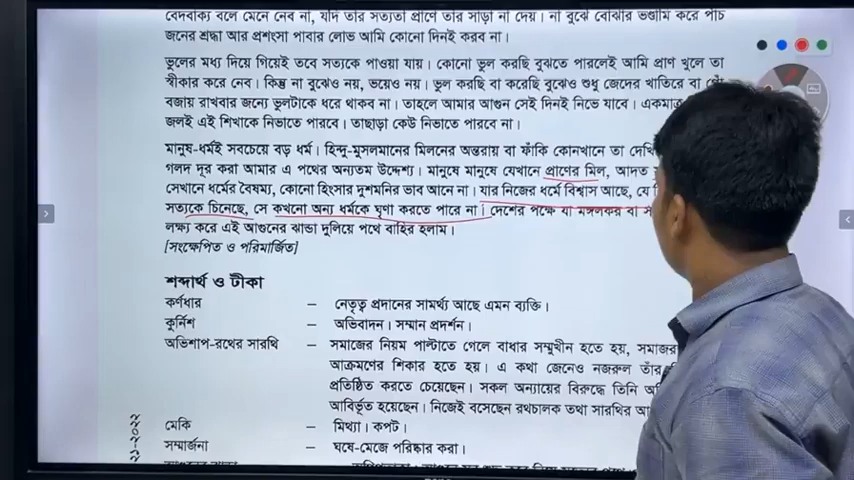 বেদবাক্য বলে মেনে নেব না, যদি তার সত্যতা প্রাণে তার সাড়া না দেয়। না বুঝে বোঝার ভণ্ডামি করে পাঁচ
জনের শ্রদ্ধা আর প্রশংসা পাবার লোভ আমি কোনো দিনই করব না।
ভুলের মধ্য দিয়ে গিয়েই তবে সত্যকে পাওয়া যায়। কোনো ভুল করছি বুঝতে পারলেই আমি প্রাণ খুলে তা
স্বীকার করে নেব। কিন্তু না বুঝেও নয়, ভয়েও নয়। ভুল করছি বা করেছি বুঝেও শুধু জেদের খাতিরে বা
বজায় রাখবার জন্যে ভুলটাকে ধরে থাকব না। তাহলে আমার আগুন সেই দিনই নিভে যাবে। একমাত্র
জলই এই শিখাকে নিভাতে পারবে। তাছাড়া কেউ নিভাতে পারবে না।
মানুষ-ধর্মই সবচেয়ে বড় ধর্ম। হিন্দু-মুসলমানের মিলনের অন্তরায় বা ফাঁকি কোনখানে তা
গলদ দূর করা আমার এ পথের অন্যতম উদ্দেশ্য। মানুষে মানুষে যেখানে প্রাণের মিল, আদত
সেখানে ধর্মের বৈষম্য, কোনো হিংসার দুশমনির ভাব আনে না। যার নিজের ধর্মে বিশ্বাস আছে, যে
সত্যকে চিনেছে, সে কখনো অন্য ধর্মকে ঘৃণা করতে পারে না। দেশের পক্ষে যা মঙ্গলকর বা
লক্ষ্য করে এই আগুনের ঝান্ডা দুলিয়ে পথে বাহির হলাম।
[সংক্ষেপিত ও পরিমার্জিত]
শব্দার্থ ও টীকা
কর্ণধার – নেতৃত্ব প্রদানের সামর্থ্য আছে এমন ব্যক্তি।
কুর্নিশ – অভিবাদন। সম্মান প্রদর্শন।
অভিশাপ-রথের সারথি – সমাজের নিয়ম পাল্টাতে গেলে বাধার সম্মুখীন হতে হয়, সমাজর
আক্রমণের শিকার হতে হয়। এ কথা জেনেও নজরুল তাঁর
প্রতিষ্ঠিত করতে চেয়েছেন। সকল অন্যায়ের বিরুদ্ধে তিনি
আবির্ভূত হয়েছেন। নিজেই বসেছেন রথচালক তথা সারথির
মেকি – মিথ্যা। কপট।
সম্মার্জনা – ঘষে-মেজে পরিষ্কার করা।
২১-২০২২